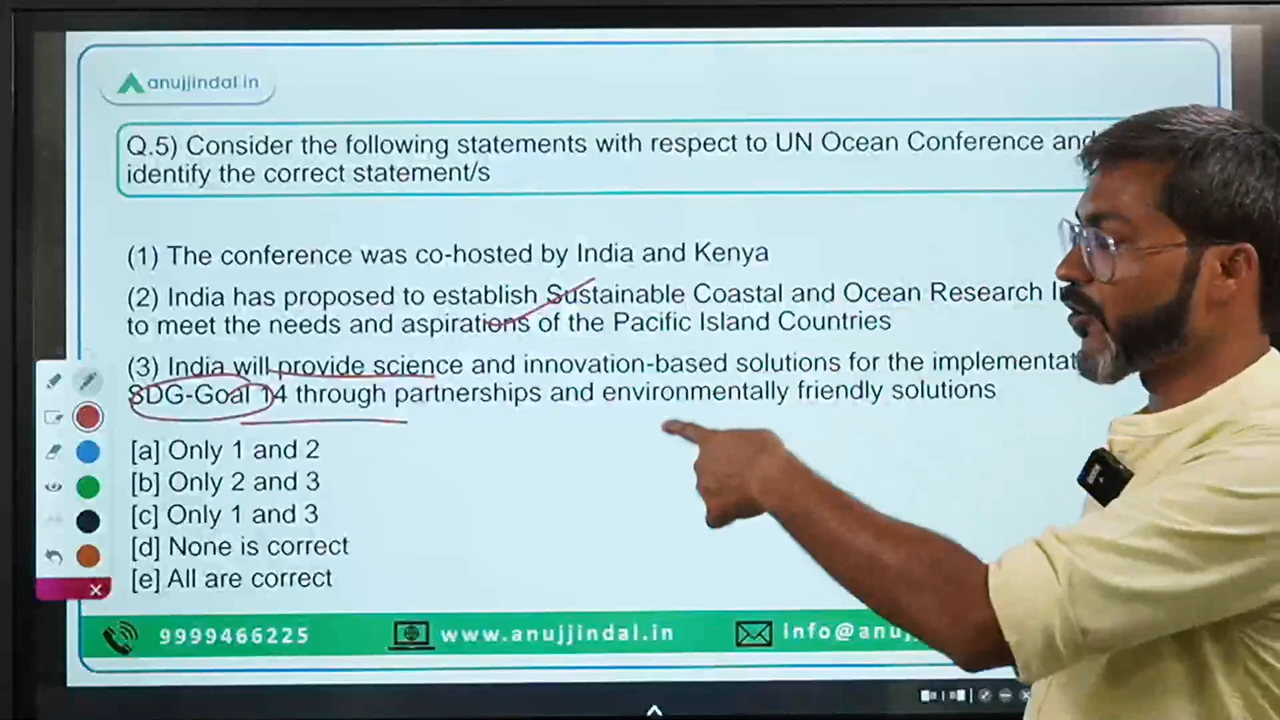 anujjindal.in
Q.5) Consider the following statements with respect to UN Ocean Conference and
identify the correct statement/s
(1) The conference was co-hosted by India and Kenya
(2) India has proposed to establish Sustainable Coastal and Ocean Research
to meet the needs and aspirations of the Pacific Island Countries
(3) India will provide science and innovation-based solutions for the
SDG-Goal 14 through partnerships and environmentally friendly solutions
[a] Only 1 and 2
[b] Only 2 and 3
[c] Only 1 and 3
[d] None is correct
[e] All are correct
9999466225 www.anujjindal.in